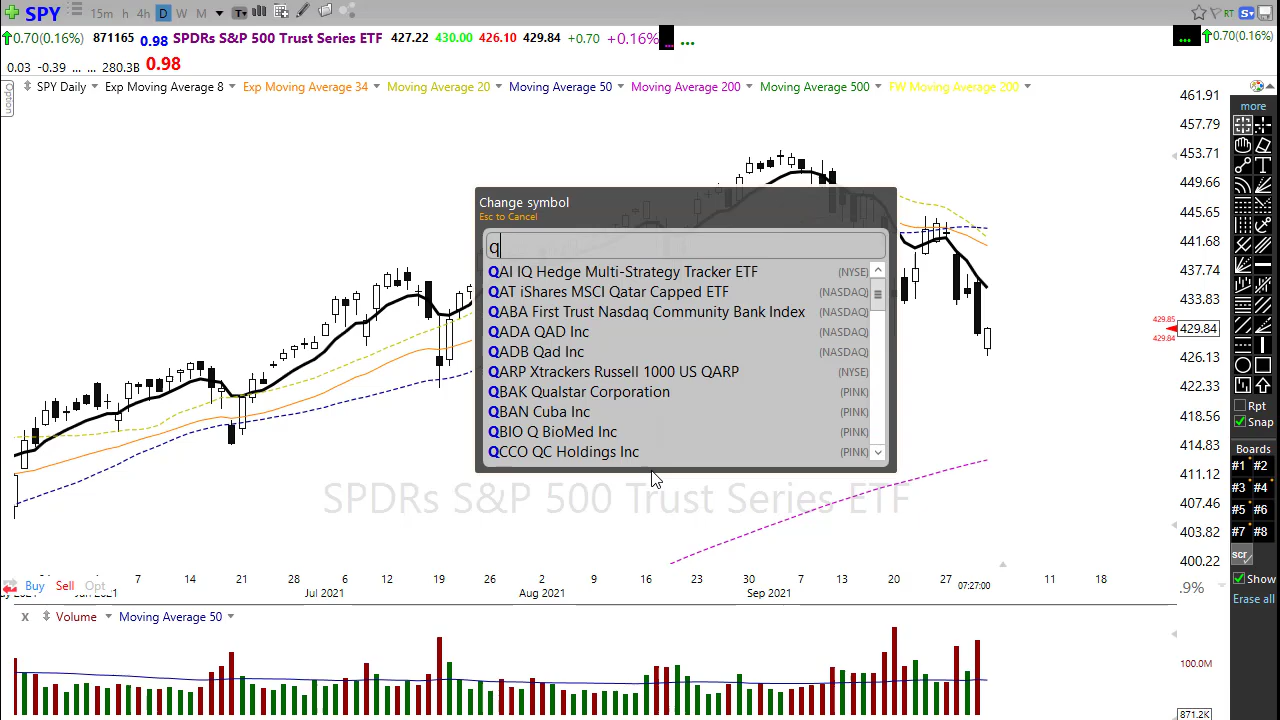 SPY 15m h 4h D W M T RT S
0.70(0.16%) 871165 0.98 SPDRs S&P 500 Trust Series ETF 427.22 430.00 426.10 429.84 +0.70 +0.16% ... ... ... 0.70(0.16%)
0.03 -0.39 ... ... 280.3B 0.98
Option
SPY Daily Exp Moving Average 8 Exp Moving Average 34 Moving Average 20 Moving Average 50 Moving Average 200 Moving Average 500 FW Moving Average 200
461.91
457.79
453.71
449.66
445.65
441.68
437.74
433.83
429.85
429.84
429.84
426.13
422.33
418.56
414.83
411.12
407.46
403.82
400.22
Change symbol
Esc to Cancel
q
QAI IQ Hedge Multi-Strategy Tracker ETF (NYSE)
QAT iShares MSCI Qatar Capped ETF (NASDAQ)
QABA First Trust Nasdaq Community Bank Index (NASDAQ)
QADA QAD Inc (NASDAQ)
QADB Qad Inc (NASDAQ)
QARP Xtrackers Russell 1000 US QARP (NYSE)
QBAK Qualstar Corporation (PINK)
QBAN Cuba Inc (PINK)
QBIO Q BioMed Inc (PINK)
QCCO QC Holdings Inc (PINK)
SPDRs S&P 500 Trust Series ETF
7 14 21 28 6 12 19 26 2 9 16 23 30 7 13 20 27 11 18
Buy Sell Opt Jul 2021 Aug 2021 Sep 2021 07:27:00 .9%
x Volume Moving Average 50
100.0M
871.2K
more
T
Rpt
Snap
Boards
#1 #2
#3 #4
#5 #6
#7 #8
scr
Show
Erase all